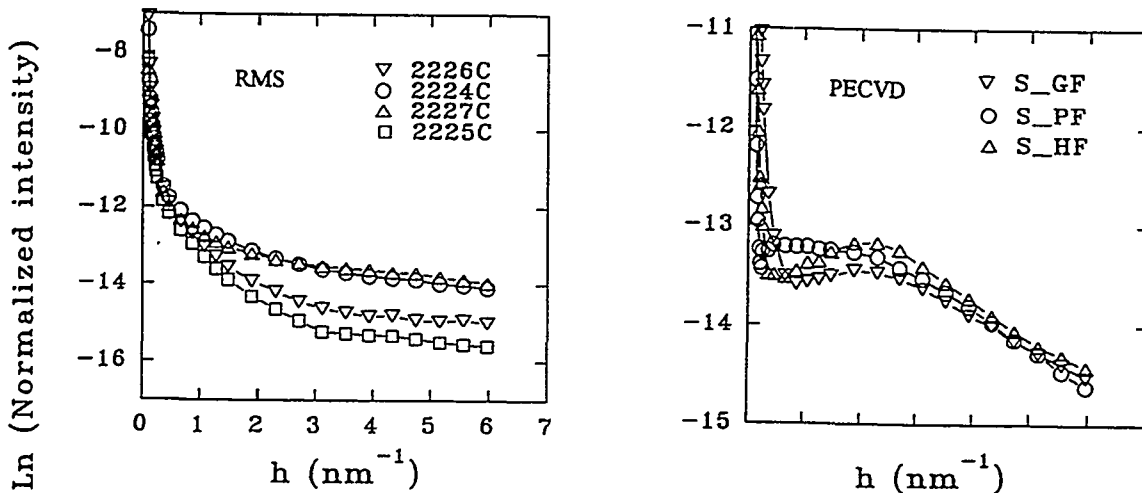 Ln (Normalized intensity)
-8
-10
-12
-14
-16
RMS
2226C
2224C
2227C
2225C
0
1
2
3
4
5
6
7
h (nm⁻¹)
-11
-12
-13
-14
-15
PECVD
S_GF
S_PF
S_HF
h (nm⁻¹)